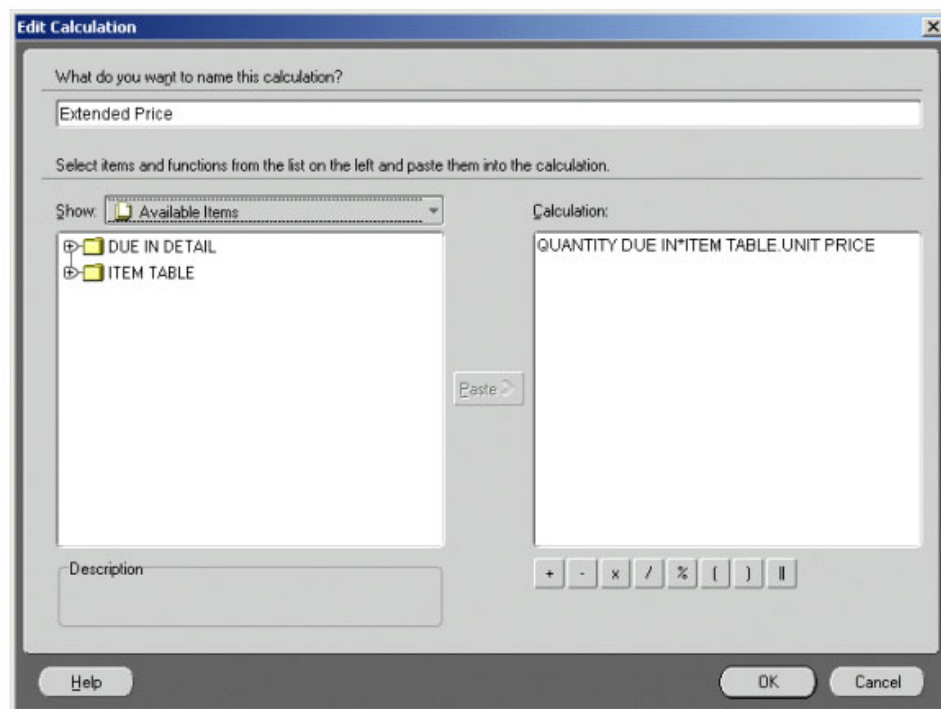 Edit Calculation
What do you want to name this calculation?
Extended Price
Select items and functions from the list on the left and paste them into the calculation.
Show: Available Items
Calculation:
DUE IN DETAIL
ITEM TABLE
QUANTITY DUE IN*ITEM TABLE.UNIT PRICE
Paste >
Description
+ - x / % ( ) ||
Help
OK
Cancel